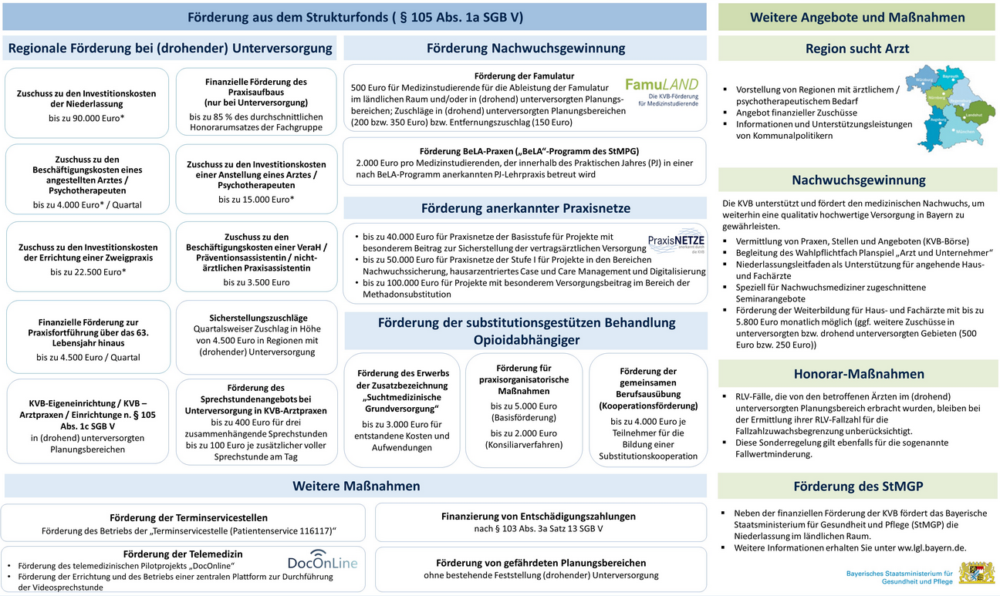 Förderung aus dem Strukturfonds ( § 105 Abs. 1a SGB V)
Regionale Förderung bei (drohender) Unterversorgung
Zuschuss zu den Investitionskosten
der Niederlassung
bis zu 90.000 Euro*
Finanzielle Förderung des
Praxisaufbaus
(nur bei Unterversorgung)
bis zu 85 % des durchschnittlichen
Honorarumsatzes der Fachgruppe
Zuschuss zu den
Beschäftigungskosten eines
angestellten Arztes /
Psychotherapeuten
bis zu 4.000 Euro* / Quartal
Zuschuss zu den Investitionskosten
einer Anstellung eines Arztes /
Psychotherapeuten
bis zu 15.000 Euro*
Zuschuss zu den Investitionskosten
der Errichtung einer Zweigpraxis
bis zu 22.500 Euro*
Zuschuss zu den
Beschäftigungskosten einer VeraH /
Präventionsassistentin / nicht-
ärztlichen Praxisassistentin
bis zu 3.500 Euro
Finanzielle Förderung zur
Praxisfortführung über das 63.
Lebensjahr hinaus
bis zu 4.500 Euro / Quartal
Sicherstellungszuschläge
Quartalsweiser Zuschlag in Höhe
von 4.500 Euro in Regionen mit
(drohender) Unterversorgung
KVB-Eigeneinrichtung / KVB –
Arztpraxen / Einrichtunge n. § 105
Abs. 1c SGB V
in (drohend) unterversorgten
Planungsbereichen
Förderung des
Sprechstundenangebots bei
Unterversorgung in KVB-Arztpraxen
bis zu 400 Euro für drei
zusammenhängende Sprechstunden
bis zu 100 Euro je zusätzlicher voller
Sprechstunde am Tag
Förderung Nachwuchsgewinnung
Förderung der Famulatur
500 Euro für Medizinstudierende für die Ableistung der Famulatur
im ländlichen Raum und/oder in (drohend) unterversorgten Planungs-
bereichen; Zuschläge in (drohend) unterversorgten Planungsbereichen
(200 bzw. 350 Euro) bzw. Entfernungszuschlag (150 Euro)
FamuLAND
Die KVB-Förderung
für Medizinstudierende
Förderung BeLA-Praxen („BeLA“-Programm des StMPG)
2.000 Euro pro Medizinstudierenden, der innerhalb des Praktischen Jahres (PJ) in einer
nach BeLA-Programm anerkannten PJ-Lehrpraxis betreut wird
Förderung anerkannter Praxisnetze
• bis zu 40.000 Euro für Praxisnetze der Basisstufe für Projekte mit
besonderem Beitrag zur Sicherstellung der vertragsärztlichen Versorgung
• bis zu 50.000 Euro für Praxisnetze der Stufe I für Projekte in den Bereichen
Nachwuchssicherung, hausarzentriertes Case und Care Management und Digitalisierung
• bis zu 100.000 Euro für Projekte mit besonderem Versorgungsbeitrag im Bereich der
Methadonsubstitution
PraxisNETZE
anerkannt durch
die KVB
Förderung der substitutionsgestützen Behandlung
Opioidabhängiger
Förderung des Erwerbs
der Zusatzbezeichnung
„Suchtmedizinische
Grundversorgung“
bis zu 3.000 Euro für
entstandene Kosten und
Aufwendungen
Förderung für
praxisorganisatorische
Maßnahmen
bis zu 5.000 Euro
(Basisförderung)
bis zu 2.000 Euro
(Konsiliarverfahren)
Förderung der
gemeinsamen
Berufsausübung
(Kooperationsförderung)
bis zu 4.000 Euro je
Teilnehmer für die
Bildung einer
Substitutionskooperation
Weitere Maßnahmen
Förderung der Terminservicestellen
Förderung des Betriebs der „Terminservicestelle (Patientenservice 116117)“
Finanzierung von Entschädigungszahlungen
nach § 103 Abs. 3a Satz 13 SGB V
Förderung der Telemedizin
• Förderung des telemedizinischen Pilotprojekts „DocOnline“
• Förderung der Errichtung und des Betriebs einer zentralen Plattform zur Durchführung
der Videosprechstunde
DocOnLine
Förderung von gefährdeten Planungsbereichen
ohne bestehende Feststellung (drohender) Unterversorgung
Weitere Angebote und Maßnahmen
Region sucht Arzt
▪ Vorstellung von Regionen mit ärztlichem /
psychotherapeutischem Bedarf
▪ Angebot finanzieller Zuschüsse
▪ Informationen und Unterstützungsleistungen
von Kommunalpolitikern
Würzburg
Bayreuth
Nürnberg
Regensburg
Landshut
Augsburg
München
Nachwuchsgewinnung
Die KVB unterstützt und fördert den medizinischen Nachwuchs, um
weiterhin eine qualitativ hochwertige Versorgung in Bayern zu
gewährleisten.
▪ Vermittlung von Praxen, Stellen und Angeboten (KVB-Börse)
▪ Begleitung des Wahlpflichtfach Planspiel „Arzt und Unternehmer“
▪ Niederlassungsleitfaden als Unterstützung für angehende Haus-
und Fachärzte
▪ Speziell für Nachwuchsmediziner zugeschnittene
Seminarangebote
▪ Förderung der Weiterbildung für Haus- und Fachärzte mit bis zu
5.800 Euro monatlich möglich (ggf. weitere Zuschüsse in
unterversorgten bzw. drohend unterversorgten Gebieten (500
Euro bzw. 250 Euro))
Honorar-Maßnahmen
▪ RLV-Fälle, die von den betroffenen Ärzten im (drohend)
unterversorgten Planungsbereich erbracht wurden, bleiben bei
der Ermittlung ihrer RLV-Fallzahl für die
Fallzahlzuwachsbegrenzung unberücksichtigt.
▪ Diese Sonderregelung gilt ebenfalls für die sogenannte
Fallwertminderung.
Förderung des StMGP
▪ Neben der finanziellen Förderung der KVB fördert das Bayerische
Staatsministerium für Gesundheit und Pflege (StMGP) die
Niederlassung im ländlichen Raum.
▪ Weitere Informationen erhalten Sie unter ww.lgl.bayern.de.
Bayerisches Staatsministerium für
Gesundheit und Pflege